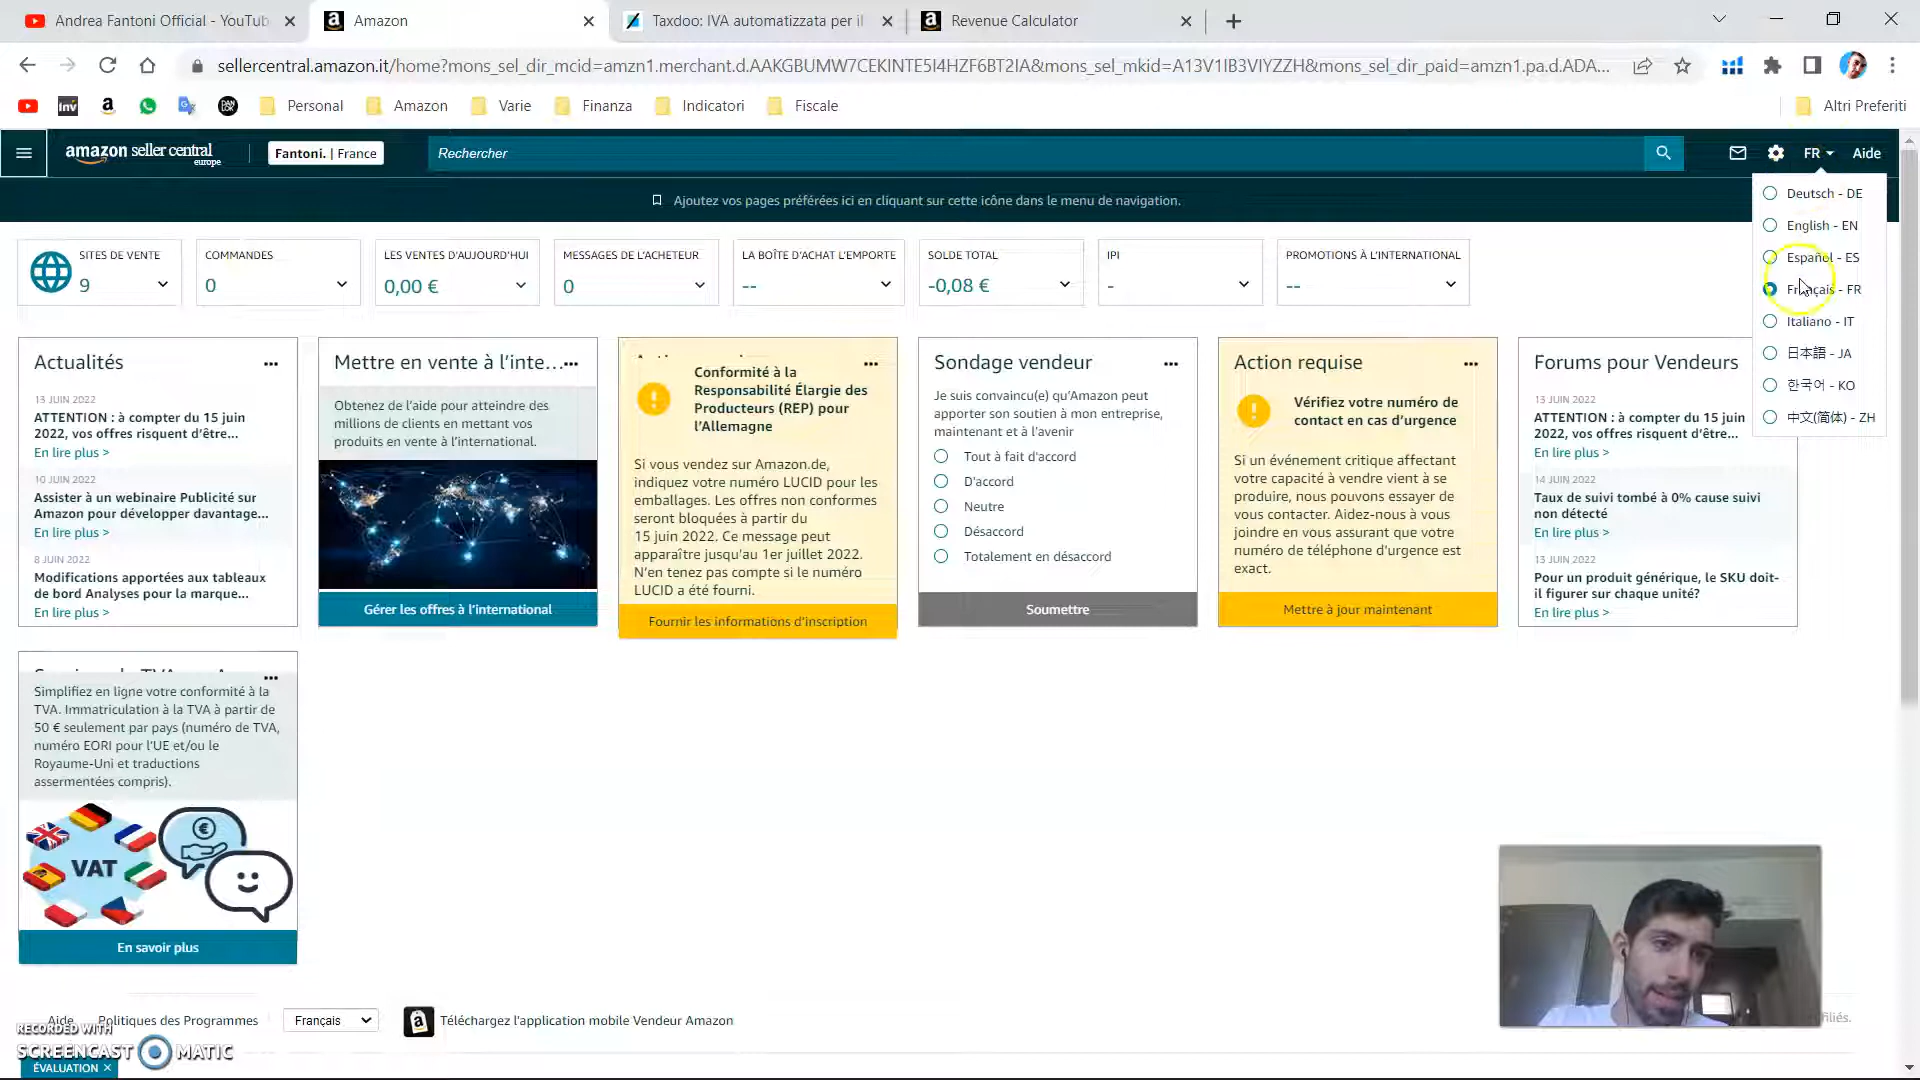 Andrea Fantoni Official - YouTub
Amazon
Taxdoo: IVA automatizzata per il
Revenue Calculator
sellercentral.amazon.it/home?mons_sel_dir_mcid=amzn1.merchant.d.AAKGBUMW7CEKINTE5I4HZF6BT2IA&mons_sel_mkid=A13V1IB3VIYZZH&mons_sel_dir_paid=amzn1.pa.d.ADA...
Inv
DAN LOK
Personal
Amazon
Varie
Finanza
Indicatori
Fiscale
Altri Preferiti
amazon seller central
europe
Fantoni. | France
Rechercher
FR
Aide
Ajoutez vos pages préférées ici en cliquant sur cette icône dans le menu de navigation.
Deutsch - DE
English - EN
Español - ES
Français - FR
Italiano - IT
日本語 - JA
한국어 - KO
中文(简体) - ZH
SITES DE VENTE
9
COMMANDES
0
LES VENTES D'AUJOURD'HUI
0,00 €
MESSAGES DE L'ACHETEUR
0
LA BOÎTE D'ACHAT L'EMPORTE
--
SOLDE TOTAL
-0,08 €
IPI
-
PROMOTIONS À L'INTERNATIONAL
--
Actualités
13 JUIN 2022
ATTENTION : à compter du 15 juin
2022, vos offres risquent d'être...
En lire plus >
10 JUIN 2022
Assister à un webinaire Publicité sur
Amazon pour développer davantage...
En lire plus >
8 JUIN 2022
Modifications apportées aux tableaux
de bord Analyses pour la marque...
En lire plus >
Mettre en vente à l'inte...
Obtenez de l'aide pour atteindre des
millions de clients en mettant vos
produits en vente à l'international.
Gérer les offres à l'international
Conformité à la
Responsabilité Élargie des
Producteurs (REP) pour
l'Allemagne
Si vous vendez sur Amazon.de,
indiquez votre numéro LUCID pour les
emballages. Les offres non conformes
seront bloquées à partir du
15 juin 2022. Ce message peut
apparaître jusqu'au 1er juillet 2022.
N'en tenez pas compte si le numéro
LUCID a été fourni.
Fournir les informations d'inscription
Sondage vendeur
Je suis convaincu(e) qu'Amazon peut
apporter son soutien à mon entreprise,
maintenant et à l'avenir
Tout à fait d'accord
D'accord
Neutre
Désaccord
Totalement en désaccord
Soumettre
Action requise
Vérifiez votre numéro de
contact en cas d'urgence
Si un événement critique affectant
votre capacité à vendre vient à se
produire, nous pouvons essayer de
vous contacter. Aidez-nous à vous
joindre en vous assurant que votre
numéro de téléphone d'urgence est
exact.
Mettre à jour maintenant
Forums pour Vendeurs
13 JUIN 2022
ATTENTION : à compter du 15 juin
2022, vos offres risquent d'être...
En lire plus >
14 JUIN 2022
Taux de suivi tombé à 0% cause suivi
non détecté
En lire plus >
13 JUIN 2022
Pour un produit générique, le SKU doit-
il figurer sur chaque unité?
En lire plus >
Simplifiez en ligne votre conformité à la
TVA. Immatriculation à la TVA à partir de
50 € seulement par pays (numéro de TVA,
numéro EORI pour l'UE et/ou le
Royaume-Uni et traductions
assermentées compris).
€
VAT
En savoir plus
Aide
Politiques des Programmes
Français
Téléchargez l'application mobile Vendeur Amazon
filiés.
RECORDED WITH
SCREENCAST MATIC
ÉVALUATION ×